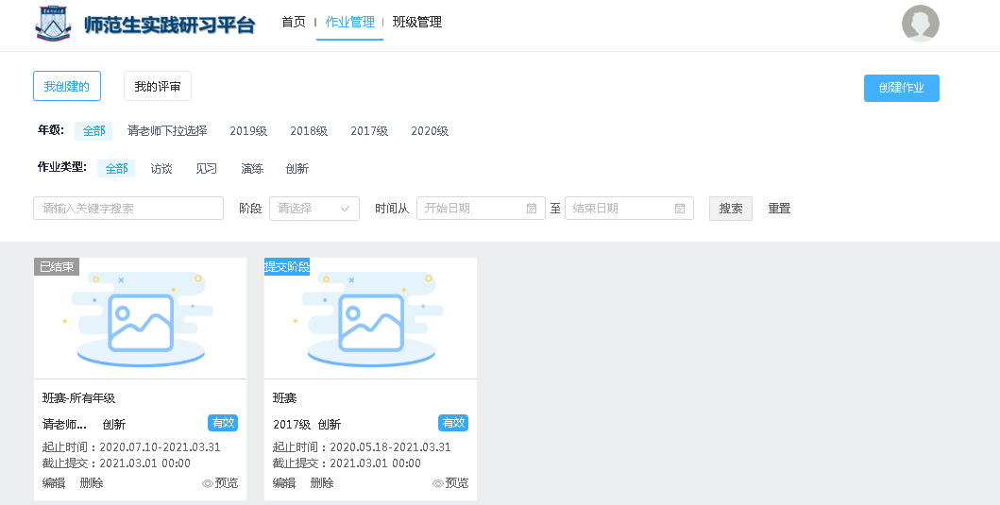 师范生实践研习平台 首页 作业管理 班级管理
我创建的 我的评审 创建作业
年级: 全部 请老师下拉选择 2019级 2018级 2017级 2020级
作业类型: 全部 访谈 见习 演练 创新
请输入关键字搜索 阶段 请选择 时间从 开始日期 至 结束日期 搜索 重置
已结束
班赛-所有年级
请老师... 创新 有效
起止时间：2020.07.10-2021.03.31
截止提交：2021.03.01 00:00
编辑 删除 预览
提交阶段
班赛
2017级 创新 有效
起止时间：2020.05.18-2021.03.31
截止提交：2021.03.01 00:00
编辑 删除 预览